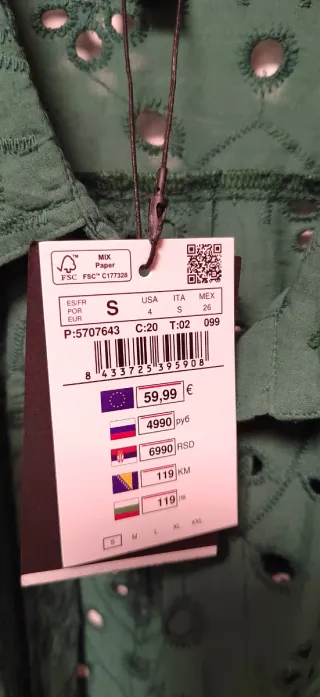 MIX
Paper
FSC™ C177328
FSC
ES/FR
POR
EUR
S
USA
4
ITA
S
MEX
26
P:5707643 C:20 T:02 099
8 433725 395908
59,99 €
4990 руб
6990 RSD
119 KM
119 лв
S M L XL XXL